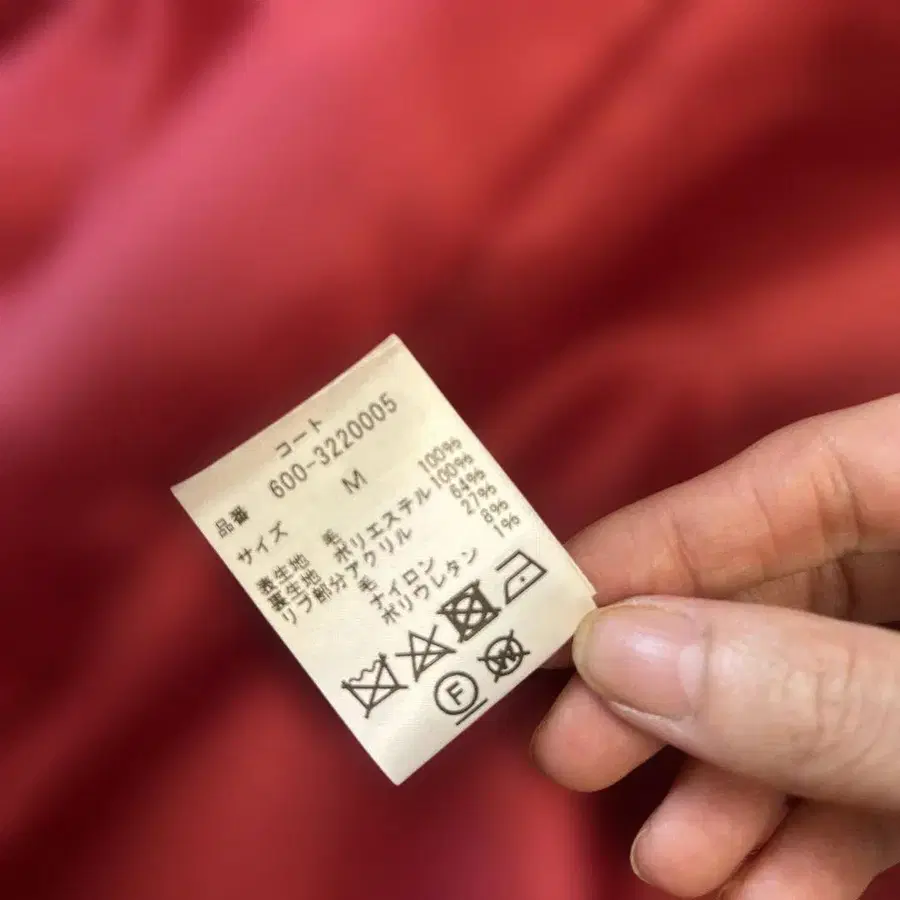 コート
品番 600-3220005
サイズ M
表生地 毛 100%
裏生地 ポリエステル 100%
リブ部分 アクリル 64%
毛 27%
ナイロン 8%
ポリウレタン 1%
F W